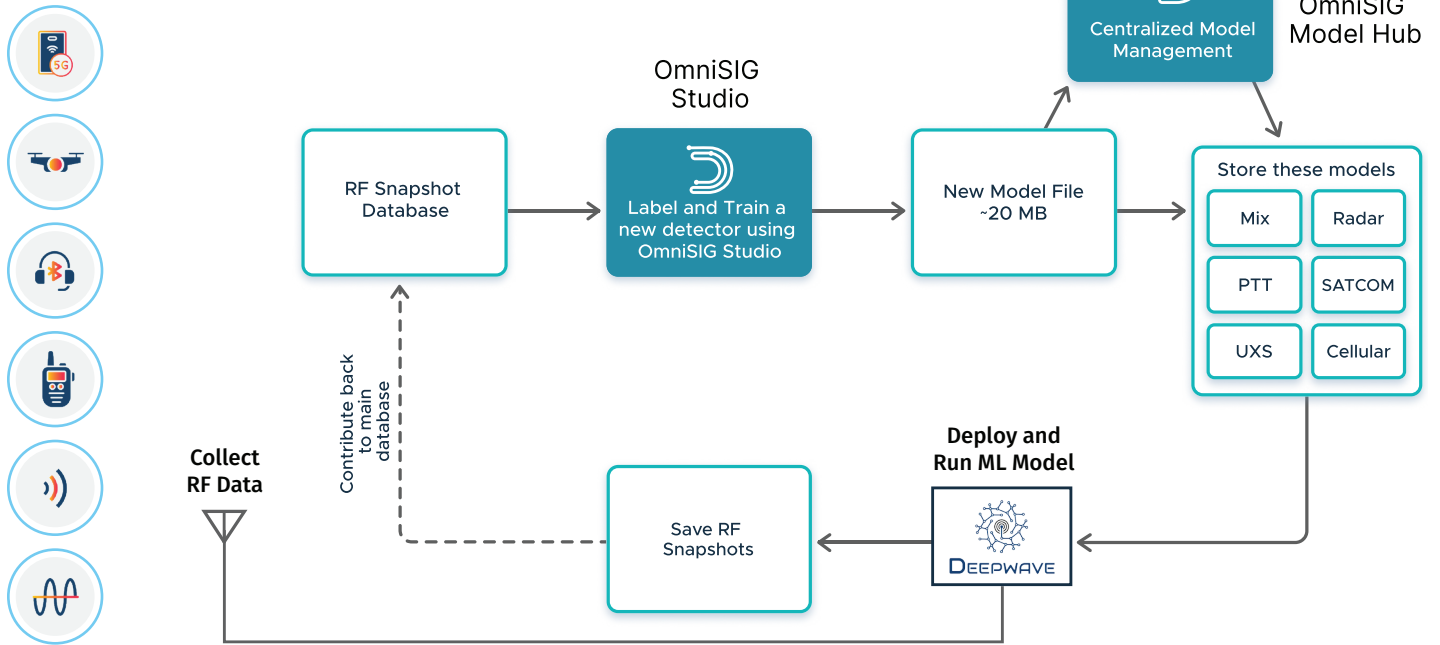 OmniSIG
Model Hub
Centralized Model
Management
5G
OmniSIG
Studio
RF Snapshot
Database
Label and Train a
new detector using
OmniSIG Studio
New Model File
~20 MB
Store these models
Mix
Radar
PTT
SATCOM
UXS
Cellular
Contribute back
to main
database
Collect
RF Data
Save RF
Snapshots
Deploy and
Run ML Model
DEEPWAVE